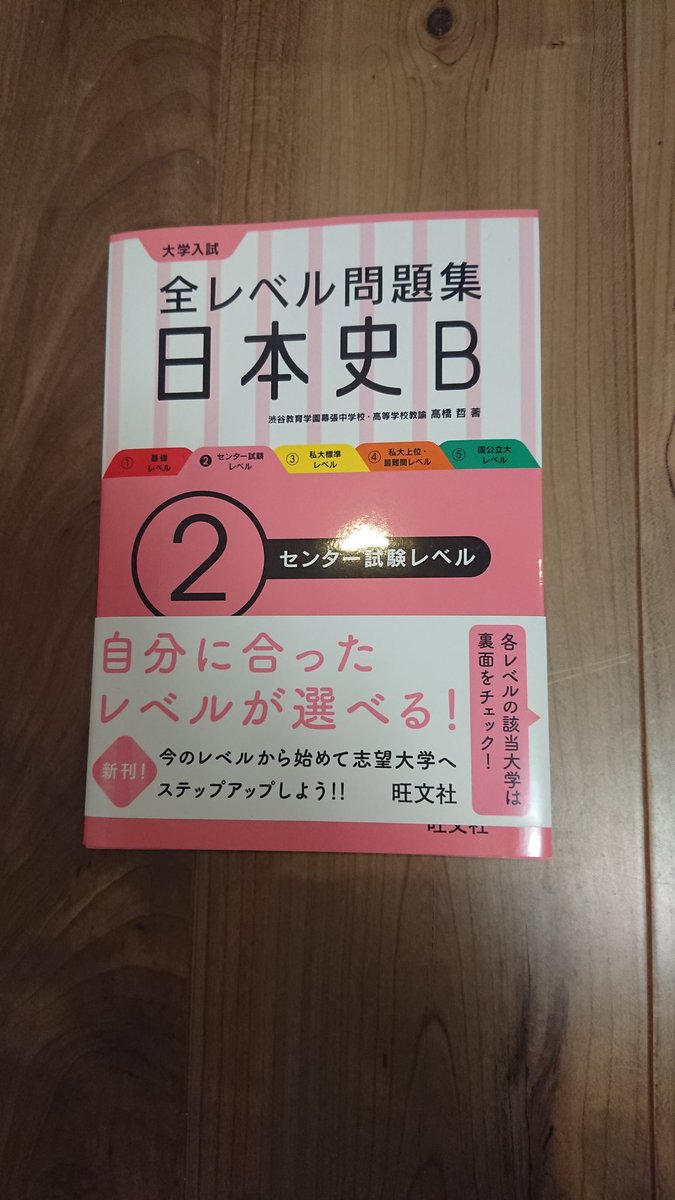 大学入試
全レベル問題集
日本史B
渋谷教育学園幕張中学校・高等学校教諭 髙橋 哲 著
① 基礎
レベル
❷ センター試験
レベル
③ 私大標準
レベル
④ 私大上位・
最難関レベル
⑤ 国公立大
レベル
2
センター試験レベル
自分に合った
レベルが選べる!
各レベルの該当大学は
裏面をチェック!
新刊!
今のレベルから始めて志望大学へ
ステップアップしよう!!
旺文社
旺文社